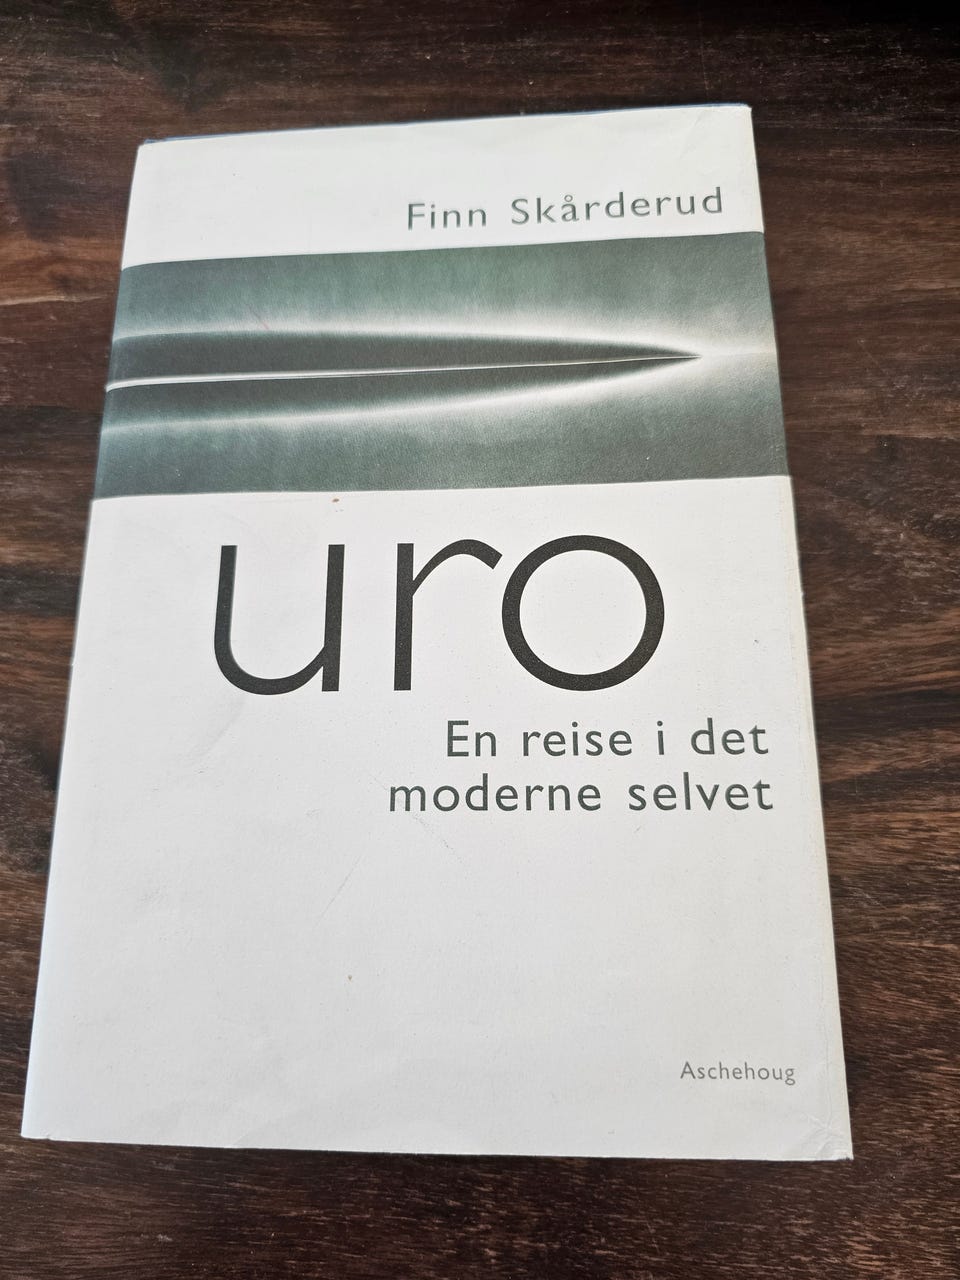 Finn Skårderud
uro
En reise i det
moderne selvet
Aschehoug